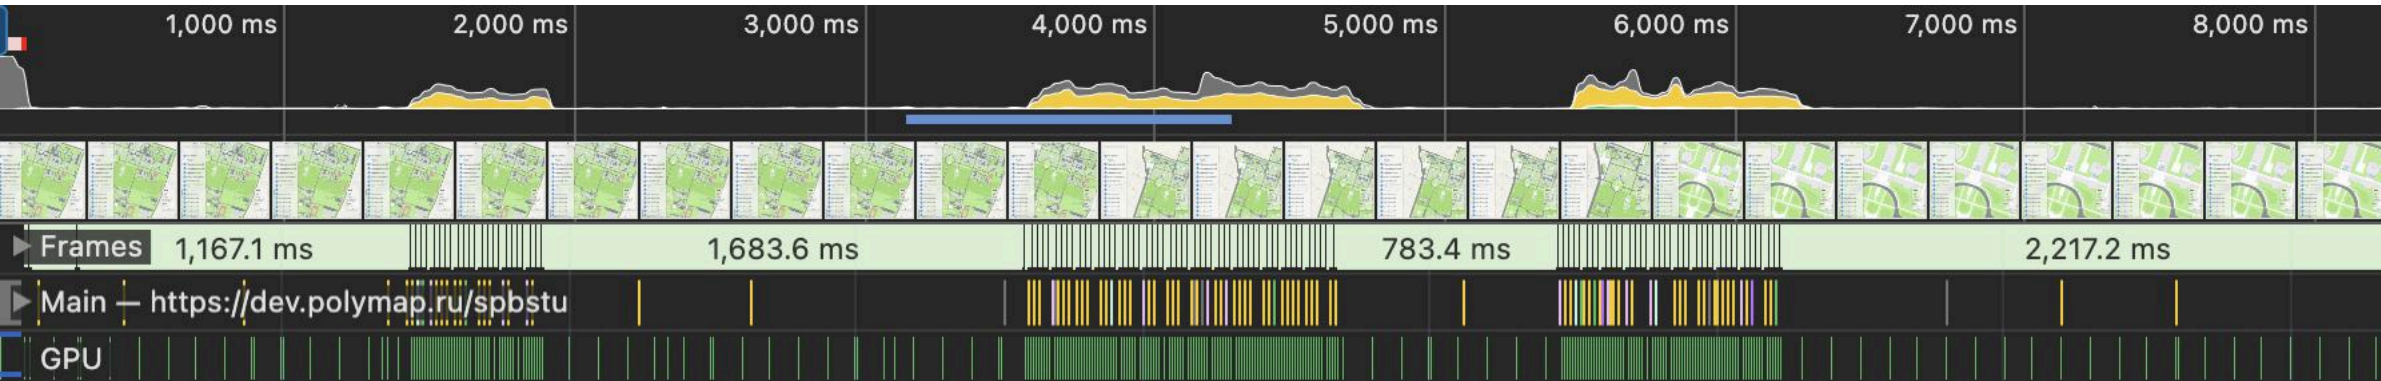 1,000 ms 2,000 ms 3,000 ms 4,000 ms 5,000 ms 6,000 ms 7,000 ms 8,000 ms
Frames 1,167.1 ms 1,683.6 ms 783.4 ms 2,217.2 ms
Main — https://dev.polymap.ru/spbstu
GPU